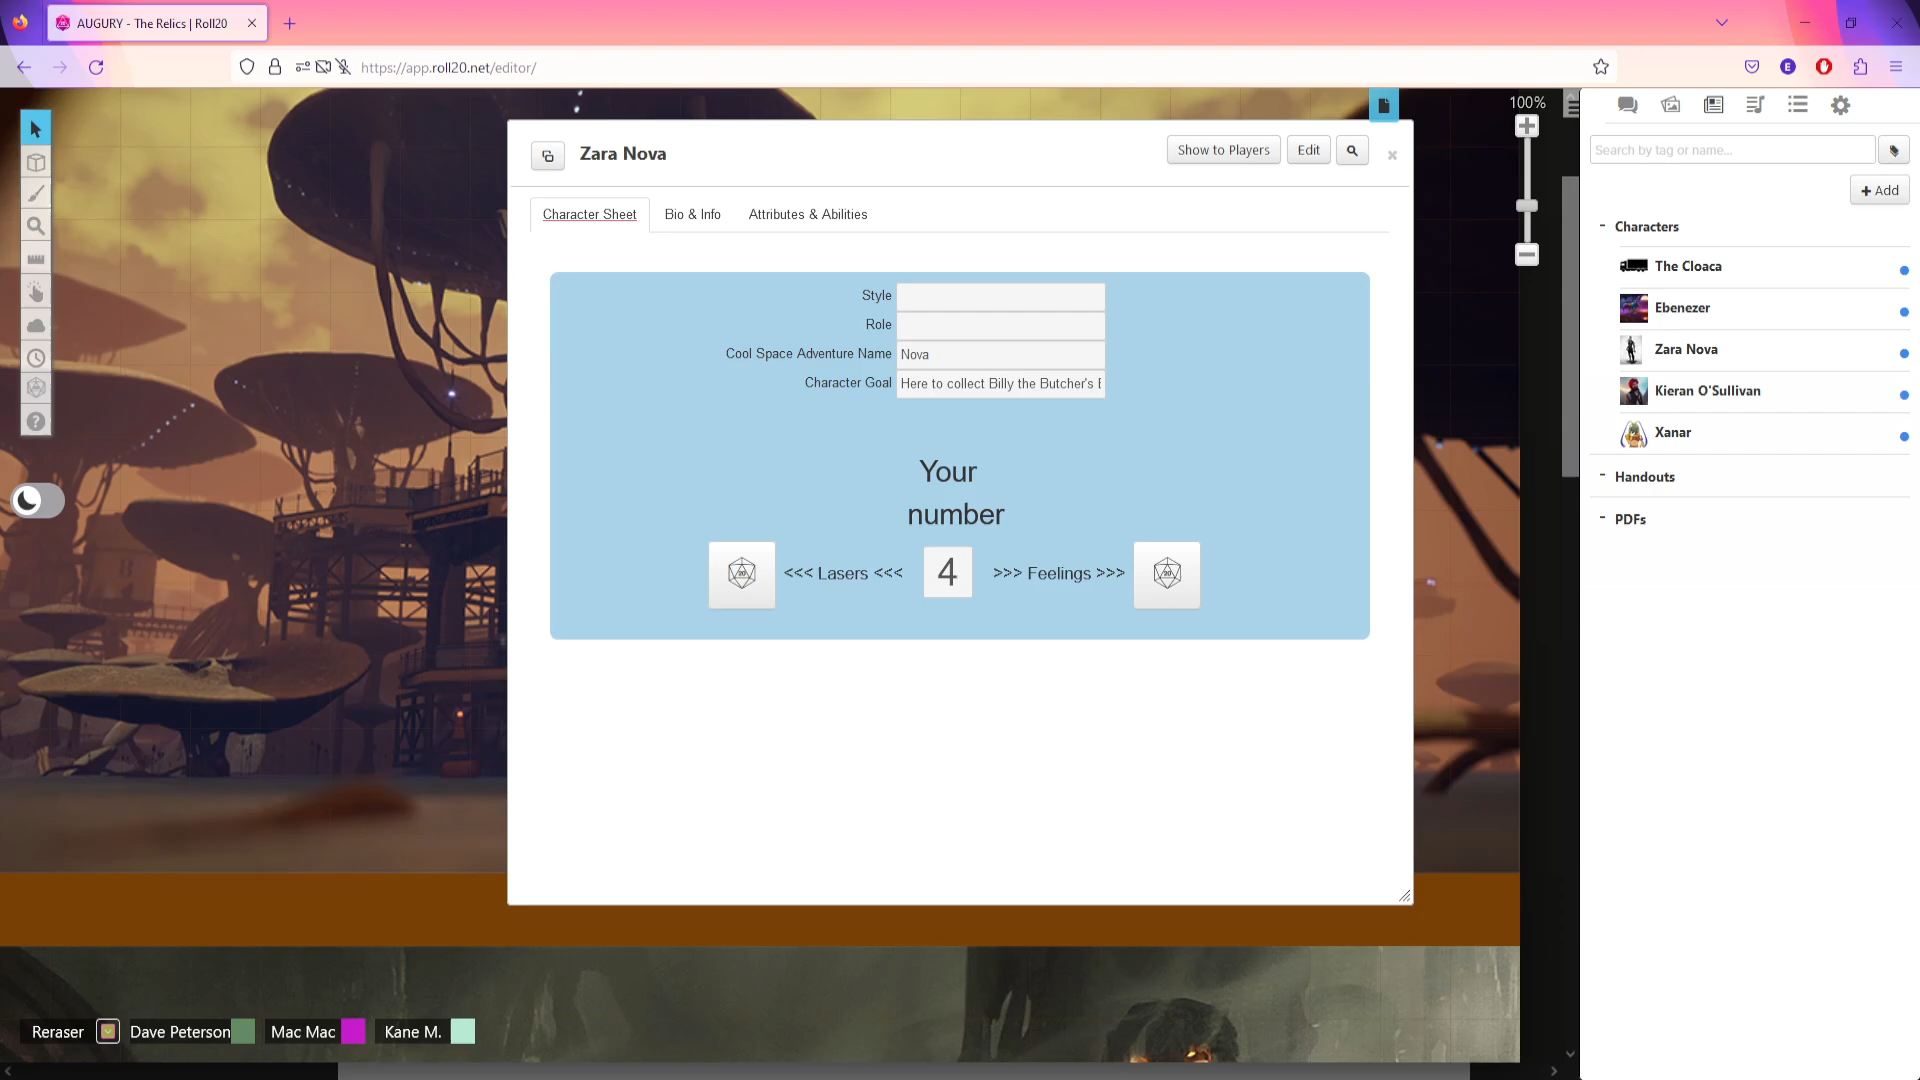 AUGURY - The Relics | Roll20
https://app.roll20.net/editor/
100%
Search by tag or name...
Add
Characters
The Cloaca
Ebenezer
Zara Nova
Kieran O'Sullivan
Xanar
Handouts
PDFs
Zara Nova
Show to Players
Edit
Character Sheet
Bio & Info
Attributes & Abilities
Style
Role
Cool Space Adventure Name Nova
Character Goal Here to collect Billy the Butcher's
Your
number
20 <<< Lasers <<< 4 >>> Feelings >>> 20
Reraser
Dave Peterson
Mac Mac
Kane M.